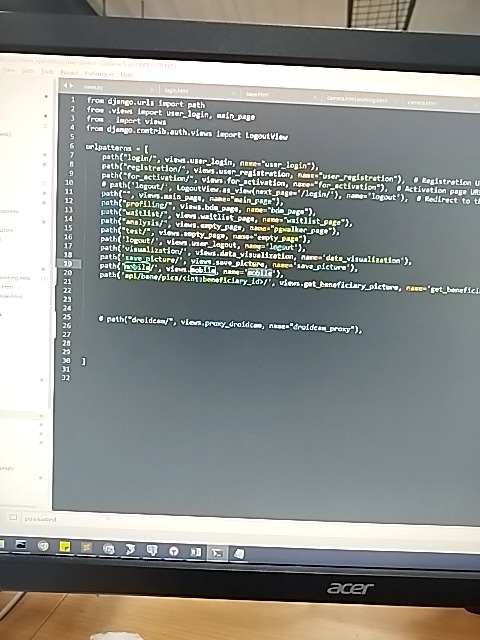 View Goto Tools Project Preferences Help
views.py login.html base.html camera.html
1 from django.urls import path
2 from .views import user_login, main_page
3 from . import views
4 from django.contrib.auth.views import LogoutView
5
6 urlpatterns = [
7 path("login/", views.user_login, name="user_login"),
8 path("registration/", views.user_registration, name="user_registration"), # Registration U
9 path("for_activation/", views.for_activation, name="for_activation"), # Activation page UR
10 # path('logout/', LogoutView.as_view(next_page='/login/'), name='logout'), # Redirect to th
11 path("", views.main_page, name="main_page"),
12 path("profiling/", views.bdm_page, name="bdm_page"),
13 path("waitlist/", views.waitlist_page, name="waitlist_page"),
14 path("analysis/", views.empty_page, name="pgwalker_page"),
15 path("test/", views.empty_page, name="empty_page"),
16 path('logout/', views.user_logout, name='logout'),
17 path('visualization/', views.data_visualization, name='data_visualization'),
18 path('save_picture/', views.save_picture, name='save_picture'),
19 path('mobile/', views.mobile, name='mobile'),
20 path('api/bene/pics/<int:beneficiary_id>/', views.get_beneficiary_picture, name='get_benefici
21
22
23
24
25 # path("droidcam/", views.proxy_droidcam, name="droidcam_proxy"),
26
27
28
29
30 ]
31
32
password
acer